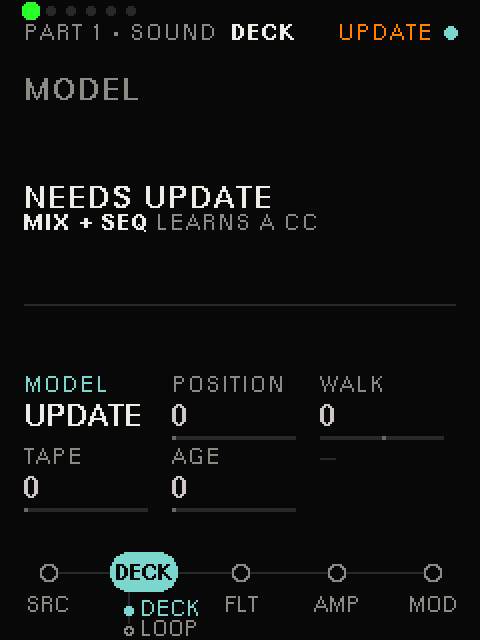 PART 1 · SOUND DECK UPDATE
MODEL
NEEDS UPDATE
MIX + SEQ LEARNS A CC
MODEL POSITION WALK
UPDATE 0 0
TAPE AGE —
0 0
SRC DECK FLT AMP MOD
DECK
LOOP